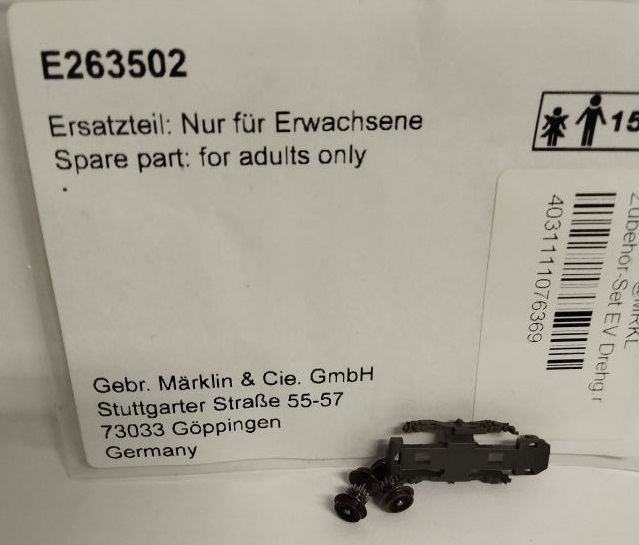 E263502
Ersatzteil: Nur für Erwachsene
Spare part: for adults only
15
@MRKL
Zubehör-Set EV Drehg.r
4031111076369
Gebr. Märklin & Cie. GmbH
Stuttgarter Straße 55-57
73033 Göppingen
Germany